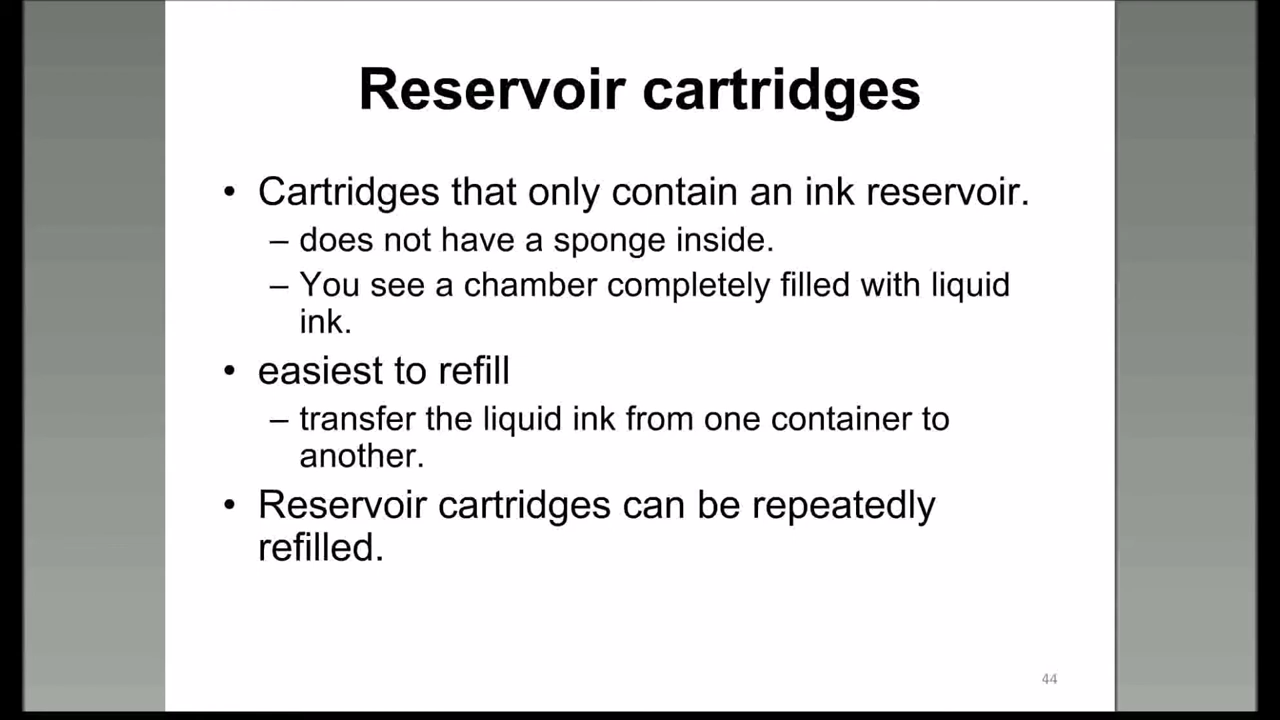 Reservoir cartridges
• Cartridges that only contain an ink reservoir.
– does not have a sponge inside.
– You see a chamber completely filled with liquid
ink.
• easiest to refill
– transfer the liquid ink from one container to
another.
• Reservoir cartridges can be repeatedly
refilled.
44